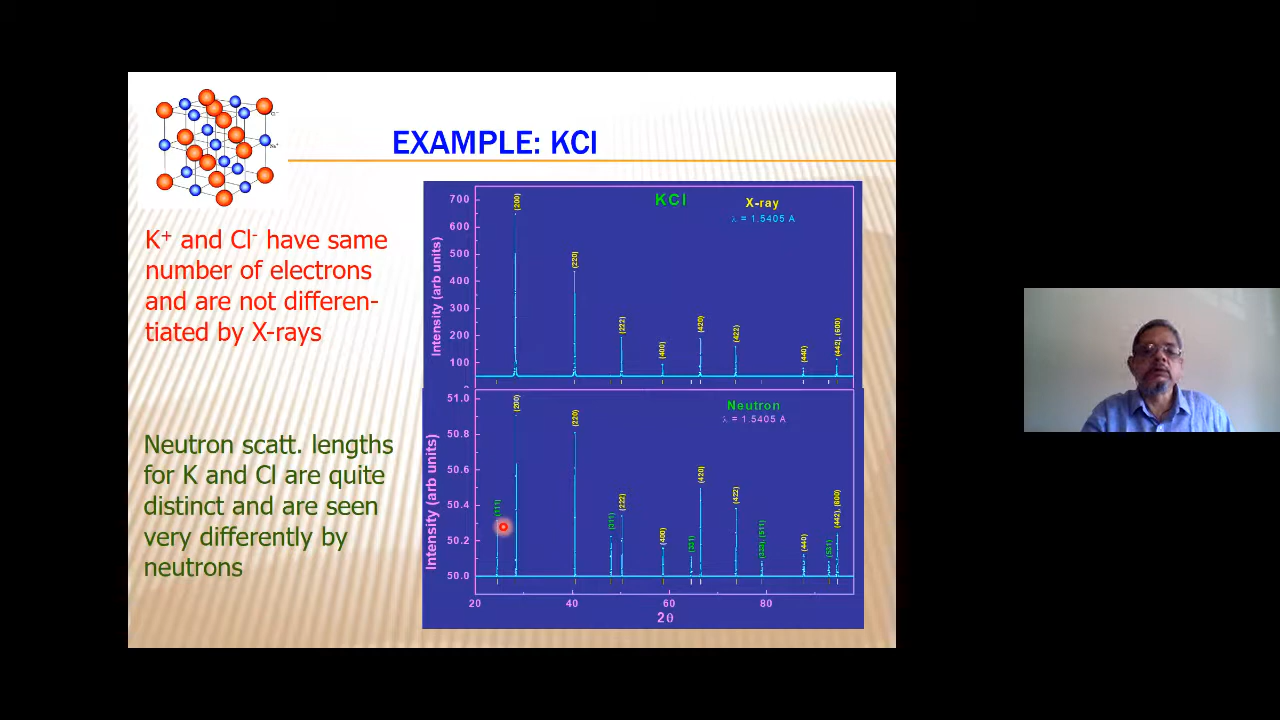 EXAMPLE: KCl
Cl⁻
Na⁺
K⁺ and Cl⁻ have same
number of electrons
and are not differen-
tiated by X-rays
Neutron scatt. lengths
for K and Cl are quite
distinct and are seen
very differently by
neutrons
KCl
X-ray
λ = 1.5405 A
Intensity (arb units)
700
600
500
400
300
200
100
(200)
(220)
(222)
(400)
(420)
(422)
(440)
(442), (600)
Neutron
λ = 1.5405 A
Intensity (arb units)
51.0
50.8
50.6
50.4
50.2
50.0
(111)
(200)
(220)
(311)
(222)
(400)
(331)
(420)
(422)
(333), (511)
(440)
(531)
(442), (600)
20
40
60
80
2θ